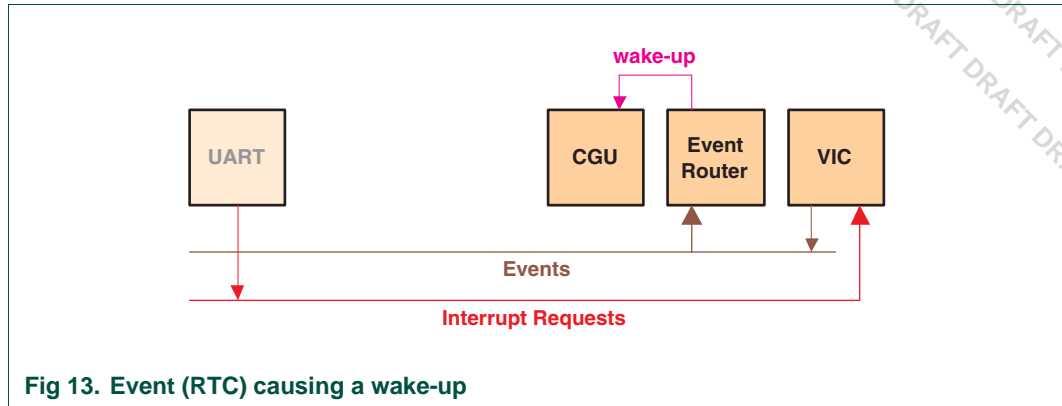 DRAFT DRAFT
DRAFT DRAFT DRA
wake-up
UART
CGU
Event
Router
VIC
Events
Interrupt Requests
Fig 13. Event (RTC) causing a wake-up